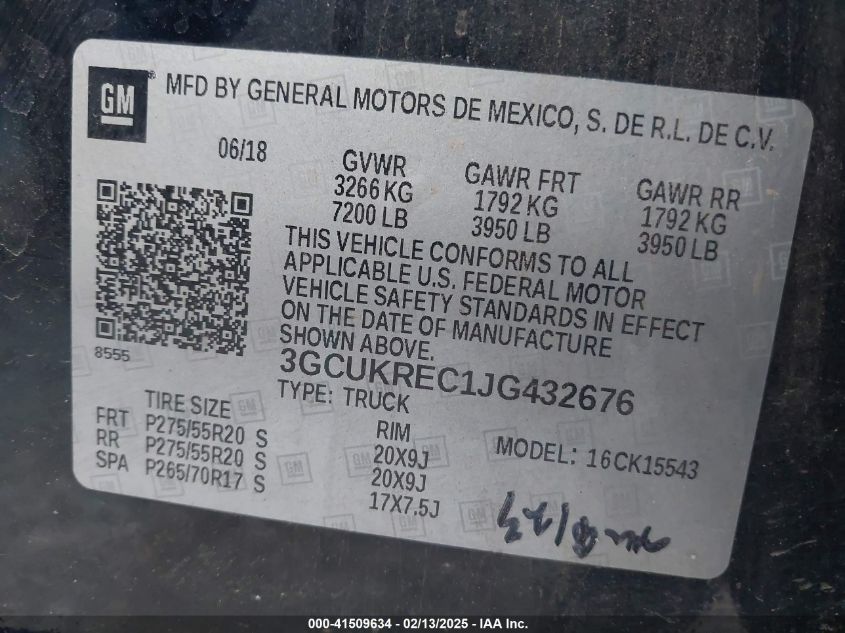 GM
MFD BY GENERAL MOTORS DE MEXICO, S. DE R.L. DE C.V.
06/18
GVWR
3266 KG
7200 LB
GAWR FRT
1792 KG
3950 LB
GAWR RR
1792 KG
3950 LB
THIS VEHICLE CONFORMS TO ALL
APPLICABLE U.S. FEDERAL MOTOR
VEHICLE SAFETY STANDARDS IN EFFECT
ON THE DATE OF MANUFACTURE
SHOWN ABOVE.
8555
3GCUKREC1JG432676
TYPE: TRUCK
TIRE SIZE RIM MODEL: 16CK15543
FRT P275/55R20 S 20X9J
RR P275/55R20 S 20X9J
SPA P265/70R17 S 17X7.5J
000-41509634 - 02/13/2025 - IAA Inc.